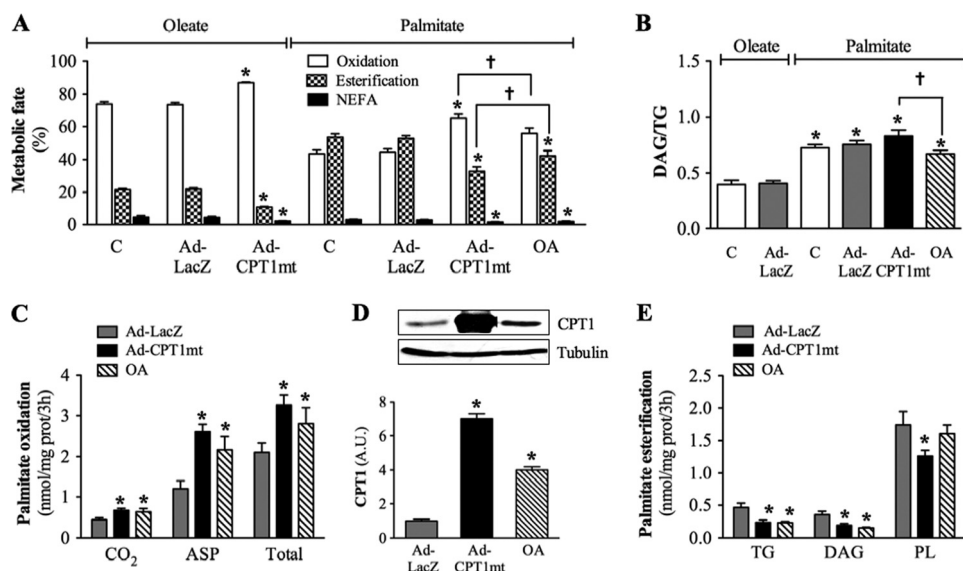 A
Oleate
Palmitate
Oxidation
Esterification
NEFA
Metabolic fate
(%)
100
80
60
40
20
0
* * * * * * * * *
† †
C
Ad-
LacZ
Ad-
CPT1mt
C
Ad-
LacZ
Ad-
CPT1mt
OA
B
Oleate
Palmitate
DAG/TG
1.5
1.0
0.5
0.0
†
* * * *
C
Ad-
LacZ
C
Ad-
LacZ
Ad-
CPT1mt
OA
C
Ad-LacZ
Ad-CPT1mt
OA
Palmitate oxidation
(nmol/mg prot/3h)
4
3
2
1
0
* * * * * *
CO2
ASP
Total
D
CPT1
Tubulin
CPT1 (A.U.)
8
6
4
2
0
* *
Ad-
LacZ
Ad-
CPT1mt
OA
E
Ad-LacZ
Ad-CPT1mt
OA
Palmitate esterification
(nmol/mg prot/3h)
2.5
2.0
1.5
1.0
0.5
0
* * * * *
TG
DAG
PL